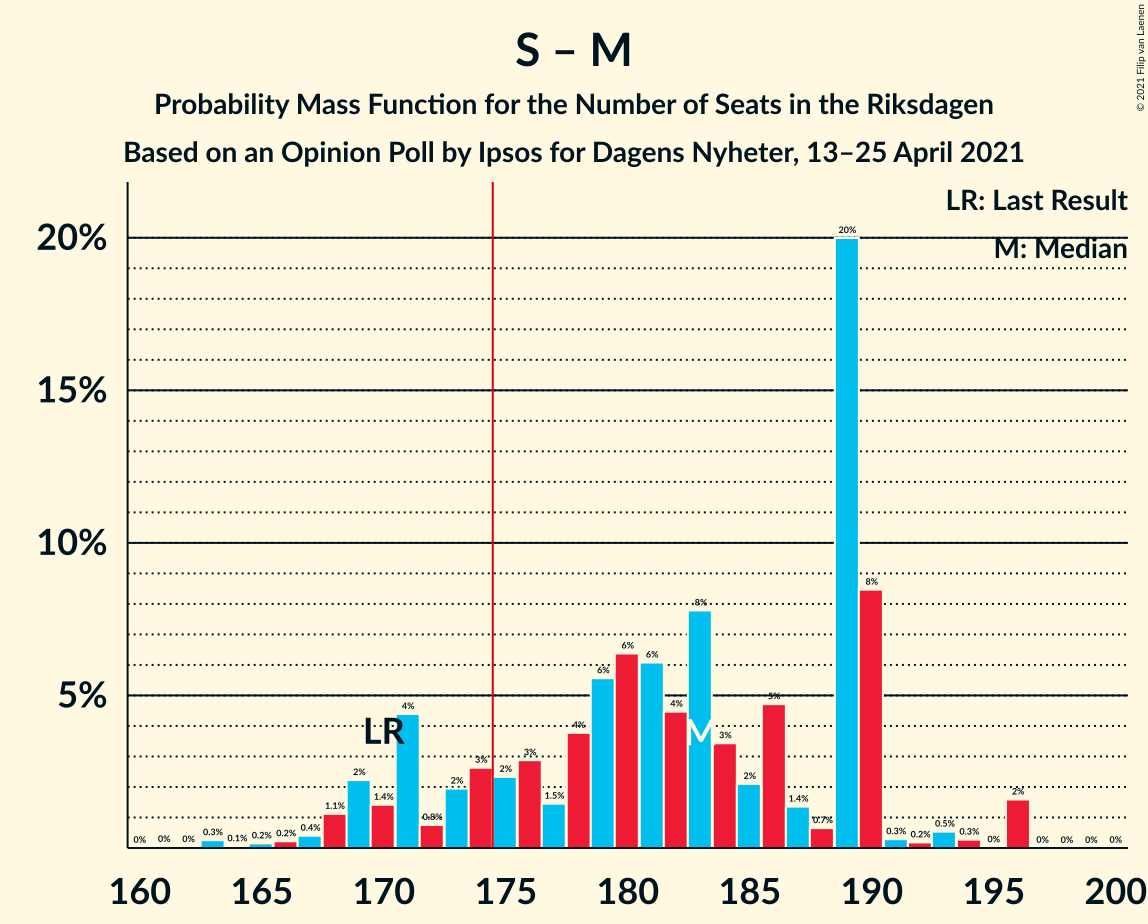 S – M
Probability Mass Function for the Number of Seats in the Riksdagen
Based on an Opinion Poll by Ipsos for Dagens Nyheter, 13–25 April 2021
© 2021 Filip van Laenen
LR: Last Result
M: Median
20%
15%
10%
5%
0% 0% 0% 0.3% 0.1% 0.2% 0.2% 0.4% 1.1% 2% 1.4% 4% 0.8% 2% 3% 2% 3% 1.5% 4% 6% 6% 6% 4% 8% 3% 2% 5% 1.4% 0.7% 20% 8% 0.3% 0.2% 0.5% 0.3% 0% 2% 0% 0% 0% 0%
LR
M
160 165 170 175 180 185 190 195 200